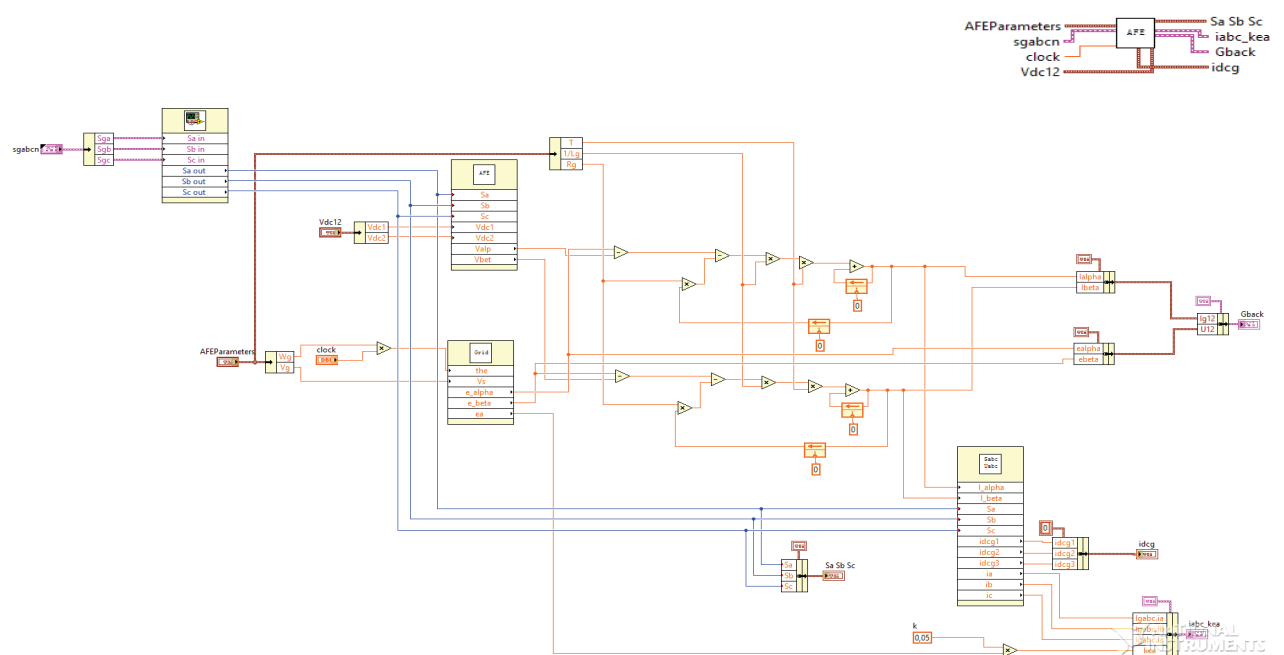 AFEParameters
sgabcn
clock
Vdc12
AFE
Sa Sb Sc
iabc_kea
Gback
idcg
sgabcn
Sga
Sgb
Sgc
Sa in
Sb in
Sc in
Sa out
Sb out
Sc out
T
1/Lg
Rg
AFE
Sa
Sb
Sc
Vdc1
Vdc2
Valp
Vbet
Vdc12
Vdc1
Vdc2
0
0
Ialpha
Ibeta
Ig12
U12
Gback
ealpha
ebeta
AFEParameters
Wg
Vg
clock
Grid
the
Vs
e_alpha
e_beta
ea
0
0
Sabc
I_alpha
I_beta
Sa
Sb
Sc
idcg1
idcg2
idcg3
ia
ib
ic
0
idcg1
idcg2
idcg3
idcg
Sa
Sb
Sc
Sa Sb Sc
k
0,05
Igabc.ia
iabc_kea
NATIONAL
INSTRUMENTS